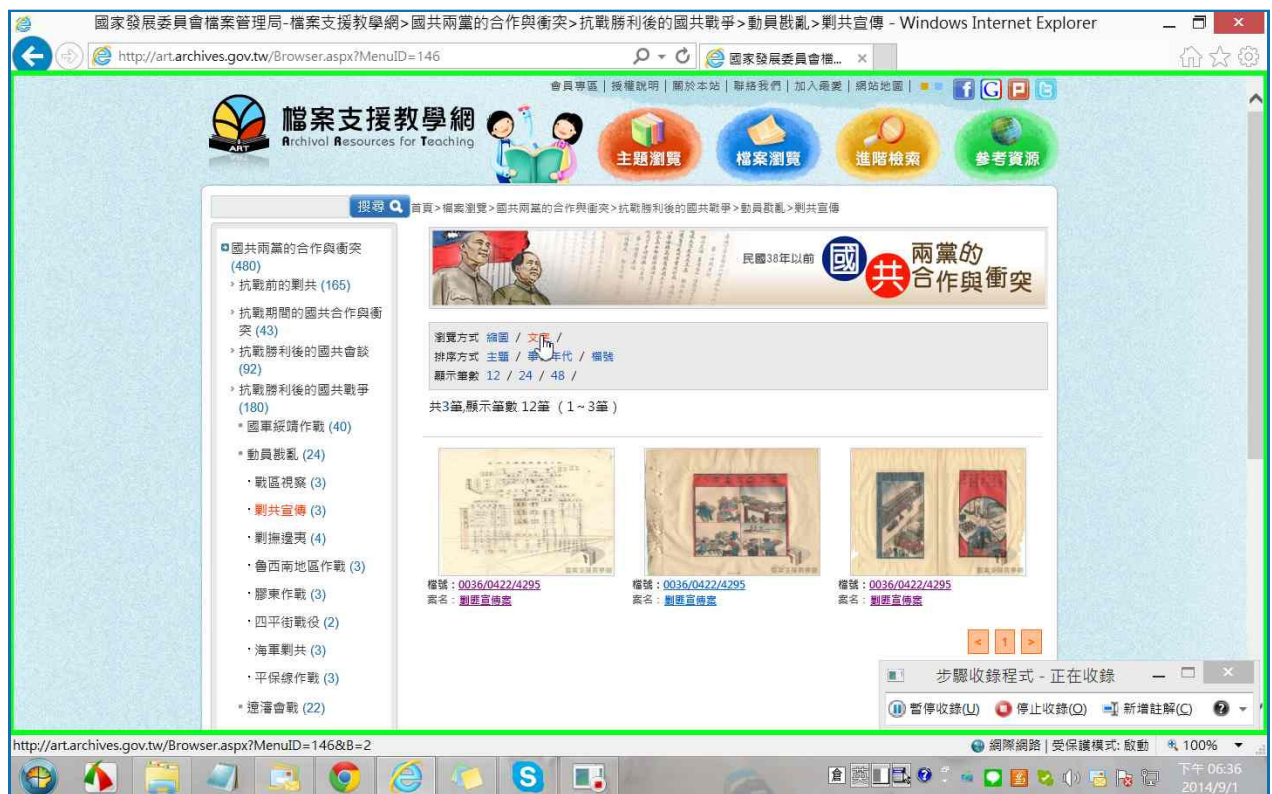 國家發展委員會檔案管理局-檔案支援教學網>國共兩黨的合作與衝突>抗戰勝利後的國共戰爭>動員戡亂>剿共宣傳 - Windows Internet Explorer
http://art.archives.gov.tw/Browser.aspx?MenuID=146
國家發展委員會檔...
會員專區 | 授權說明 | 關於本站 | 聯絡我們 | 加入最愛 | 網站地圖 |
檔案支援教學網
Archival Resources for Teaching
ART
主題瀏覽
檔案瀏覽
進階檢索
參考資源
搜尋
首頁>檔案瀏覽>國共兩黨的合作與衝突>抗戰勝利後的國共戰爭>動員戡亂>剿共宣傳
國共兩黨的合作與衝突
(480)
抗戰前的剿共 (165)
抗戰期間的國共合作與衝
突 (43)
抗戰勝利後的國共會談
(92)
抗戰勝利後的國共戰爭
(180)
國軍綏靖作戰 (40)
動員戡亂 (24)
戰區視察 (3)
剿共宣傳 (3)
剿撫邊夷 (4)
魯西南地區作戰 (3)
膠東作戰 (3)
四平街戰役 (2)
海軍剿共 (3)
平保線作戰 (3)
遼瀋會戰 (22)
民國38年以前
國共兩黨的
合作與衝突
瀏覽方式 縮圖 / 文字 /
排序方式 主題 / 年代 / 檔號
顯示筆數 12 / 24 / 48 /
共3筆,顯示筆數 12筆 ( 1~3筆 )
檔號：0036/0422/4295
案名：剿匪宣傳案
檔號：0036/0422/4295
案名：剿匪宣傳案
檔號：0036/0422/4295
案名：剿匪宣傳案
< 1 >
步驟收錄程式 - 正在收錄
暫停收錄(U) 停止收錄(O) 新增註解(C)
http://art.archives.gov.tw/Browser.aspx?MenuID=146&B=2
網際網路 | 受保護模式: 啟動
100%
倉 英
下午 06:36
2014/9/1